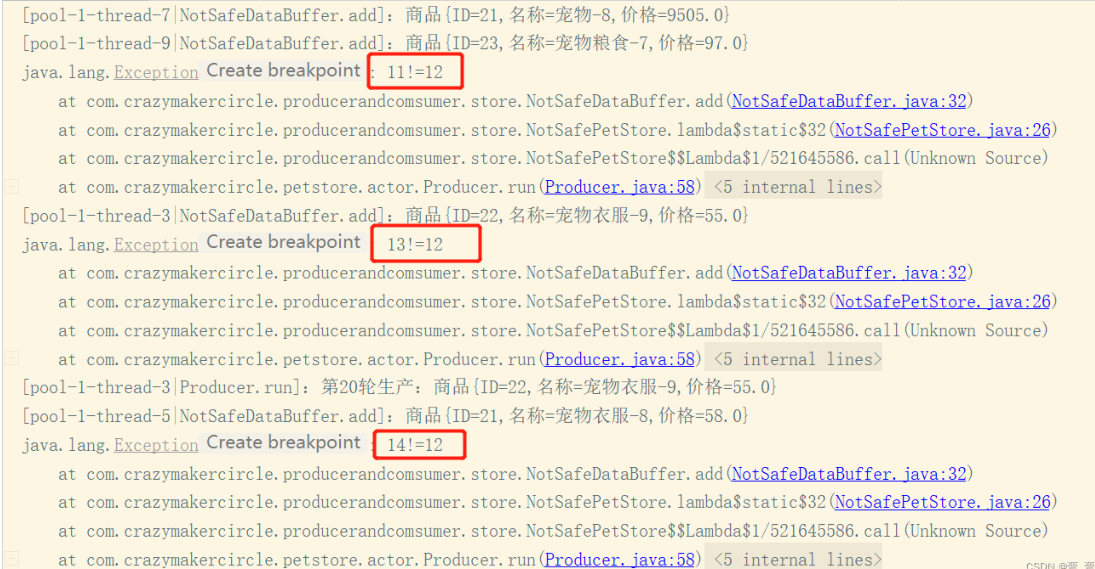 [pool-1-thread-7|NotSafeDataBuffer.add]：商品{ID=21,名称=宠物-8,价格=9505.0}
[pool-1-thread-9|NotSafeDataBuffer.add]：商品{ID=23,名称=宠物粮食-7,价格=97.0}
java.lang.Exception Create breakpoint : 11!=12
at com.crazymakercircle.producerandcomsumer.store.NotSafeDataBuffer.add(NotSafeDataBuffer.java:32)
at com.crazymakercircle.producerandcomsumer.store.NotSafePetStore.lambda$static$32(NotSafePetStore.java:26)
at com.crazymakercircle.producerandcomsumer.store.NotSafePetStore$$Lambda$1/521645586.call(Unknown Source)
at com.crazymakercircle.petstore.actor.Producer.run(Producer.java:58) <5 internal lines>
[pool-1-thread-3|NotSafeDataBuffer.add]：商品{ID=22,名称=宠物衣服-9,价格=55.0}
java.lang.Exception Create breakpoint : 13!=12
at com.crazymakercircle.producerandcomsumer.store.NotSafeDataBuffer.add(NotSafeDataBuffer.java:32)
at com.crazymakercircle.producerandcomsumer.store.NotSafePetStore.lambda$static$32(NotSafePetStore.java:26)
at com.crazymakercircle.producerandcomsumer.store.NotSafePetStore$$Lambda$1/521645586.call(Unknown Source)
at com.crazymakercircle.petstore.actor.Producer.run(Producer.java:58) <5 internal lines>
[pool-1-thread-3|Producer.run]：第20轮生产：商品{ID=22,名称=宠物衣服-9,价格=55.0}
[pool-1-thread-5|NotSafeDataBuffer.add]：商品{ID=21,名称=宠物衣服-8,价格=58.0}
java.lang.Exception Create breakpoint : 14!=12
at com.crazymakercircle.producerandcomsumer.store.NotSafeDataBuffer.add(NotSafeDataBuffer.java:32)
at com.crazymakercircle.producerandcomsumer.store.NotSafePetStore.lambda$static$32(NotSafePetStore.java:26)
at com.crazymakercircle.producerandcomsumer.store.NotSafePetStore$$Lambda$1/521645586.call(Unknown Source)
at com.crazymakercircle.petstore.actor.Producer.run(Producer.java:58) <5 internal lines>
CSDN @晋_晋